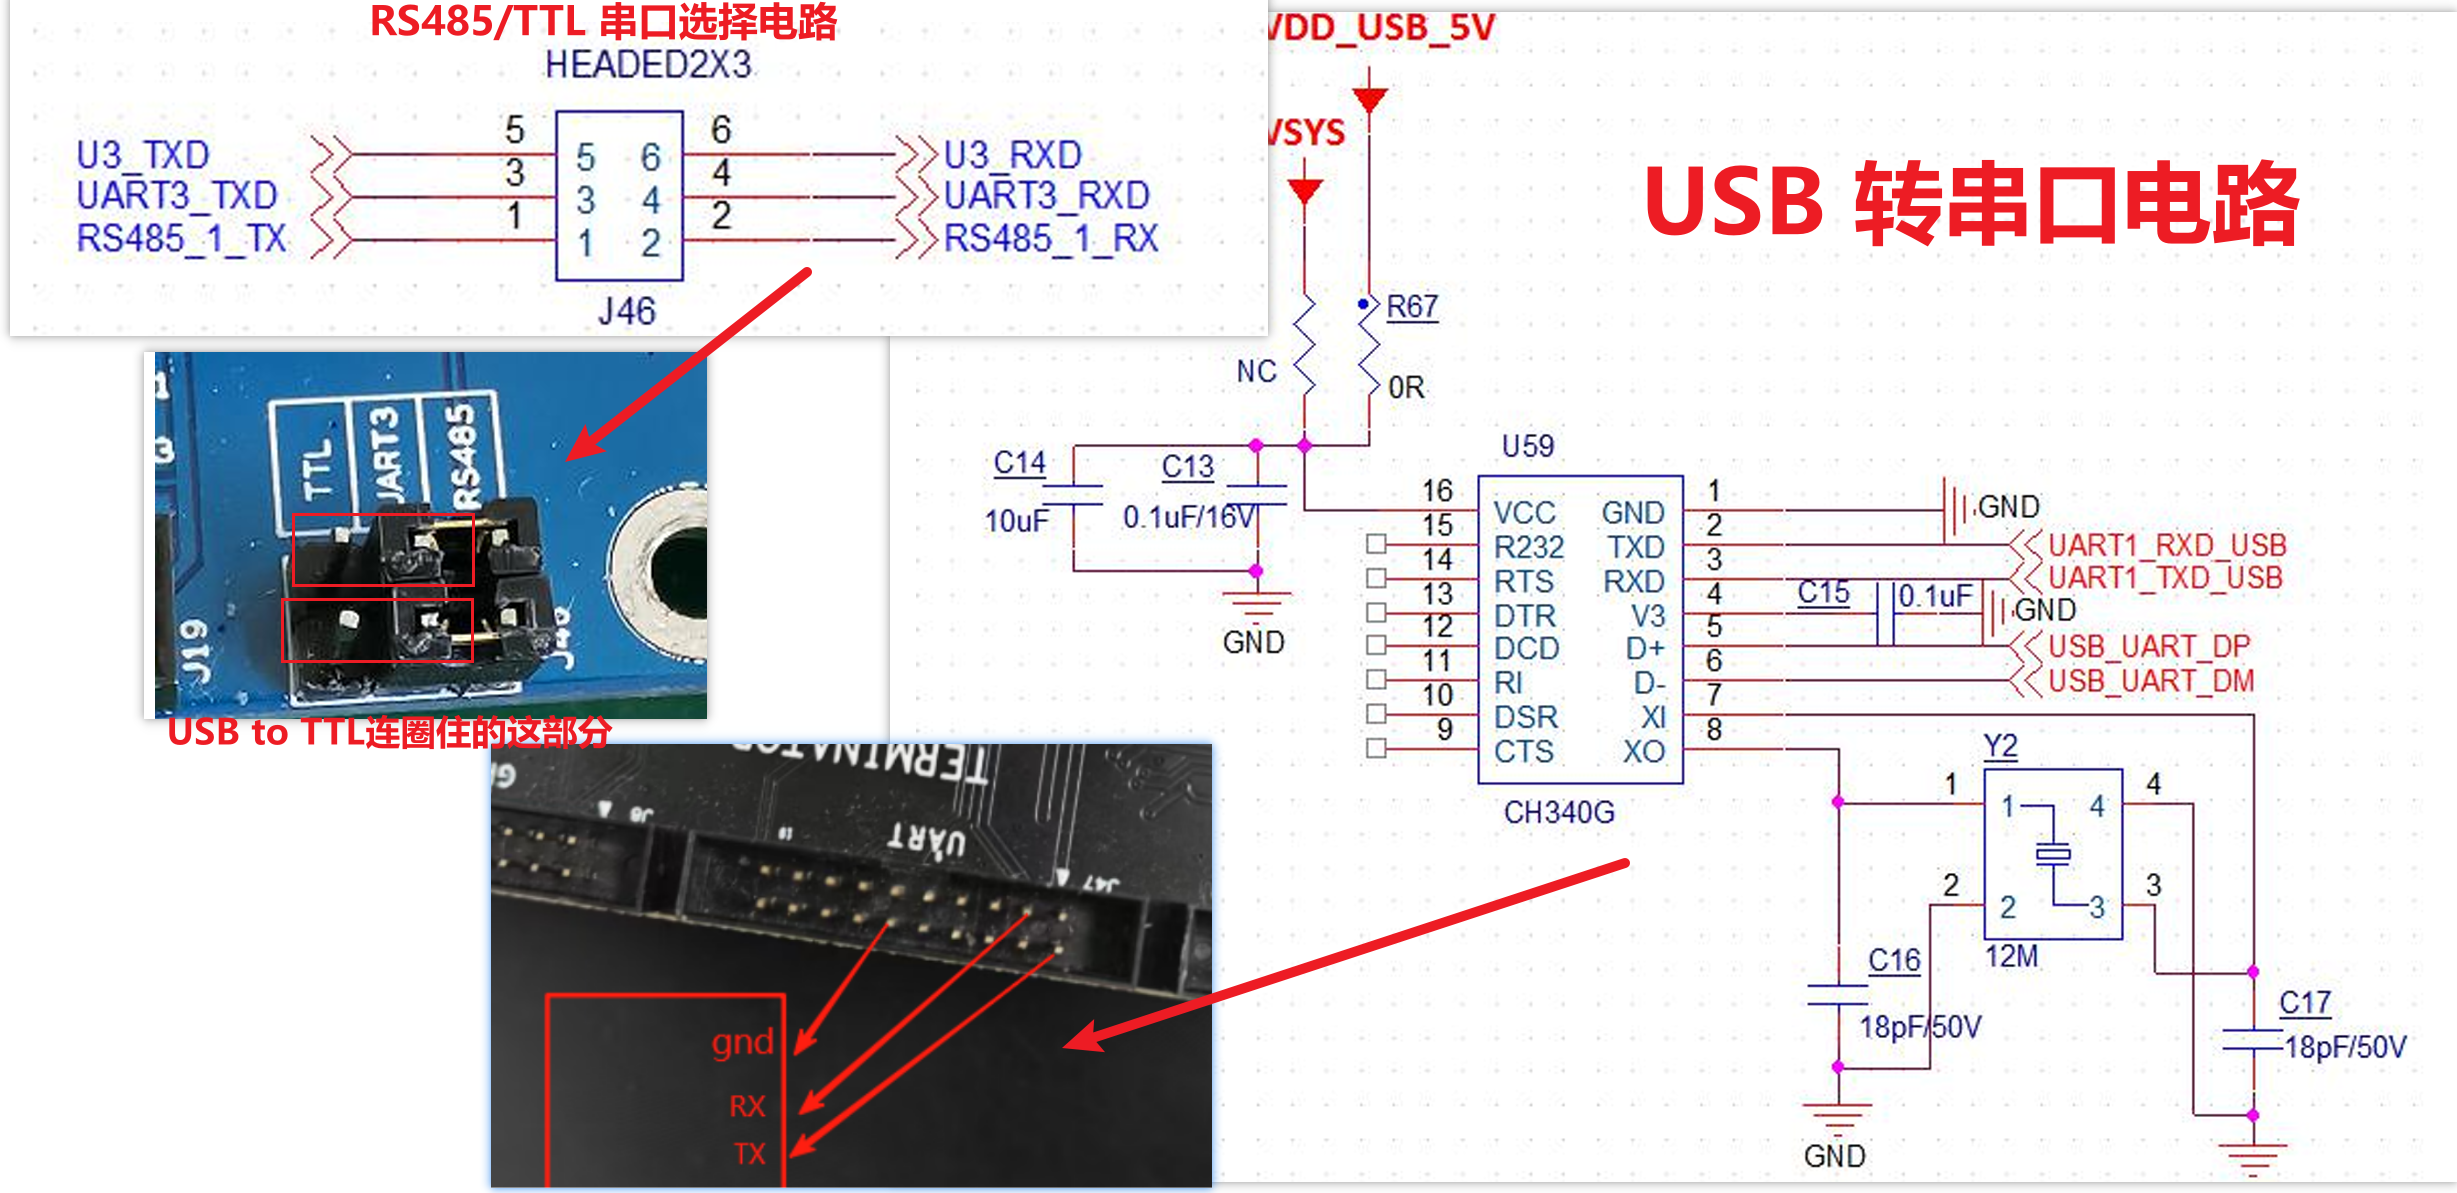 RS485/TTL 串口选择电路
HEADED2X3
U3_TXD
5
5
6
6
U3_RXD
UART3_TXD
3
3
4
4
UART3_RXD
RS485_1_TX
1
1
2
2
RS485_1_RX
J46
TTL
UART3
RS485
J19
USB to TTL连圈住的这部分
TERMINATOR
J8
UART
J47
gnd
RX
TX
VDD_USB_5V
VSYS
USB 转串口电路
R67
NC
0R
C14
10uF
C13
0.1uF/16V
GND
U59
16
VCC
GND
1
GND
15
R232
TXD
2
UART1_RXD_USB
14
RTS
RXD
3
UART1_TXD_USB
13
DTR
V3
4
C15
0.1uF
GND
12
DCD
D+
5
USB_UART_DP
11
RI
D-
6
USB_UART_DM
10
DSR
XI
7
9
CTS
XO
8
CH340G
Y2
1
1
4
4
2
2
3
3
12M
C16
18pF/50V
GND
C17
18pF/50V